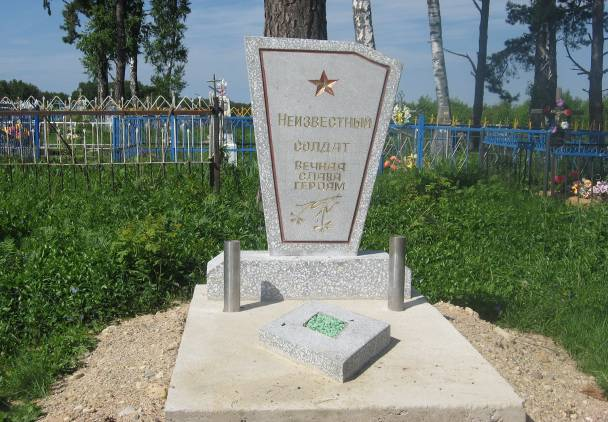 Неизвестный
солдат
вечная
слава
героям